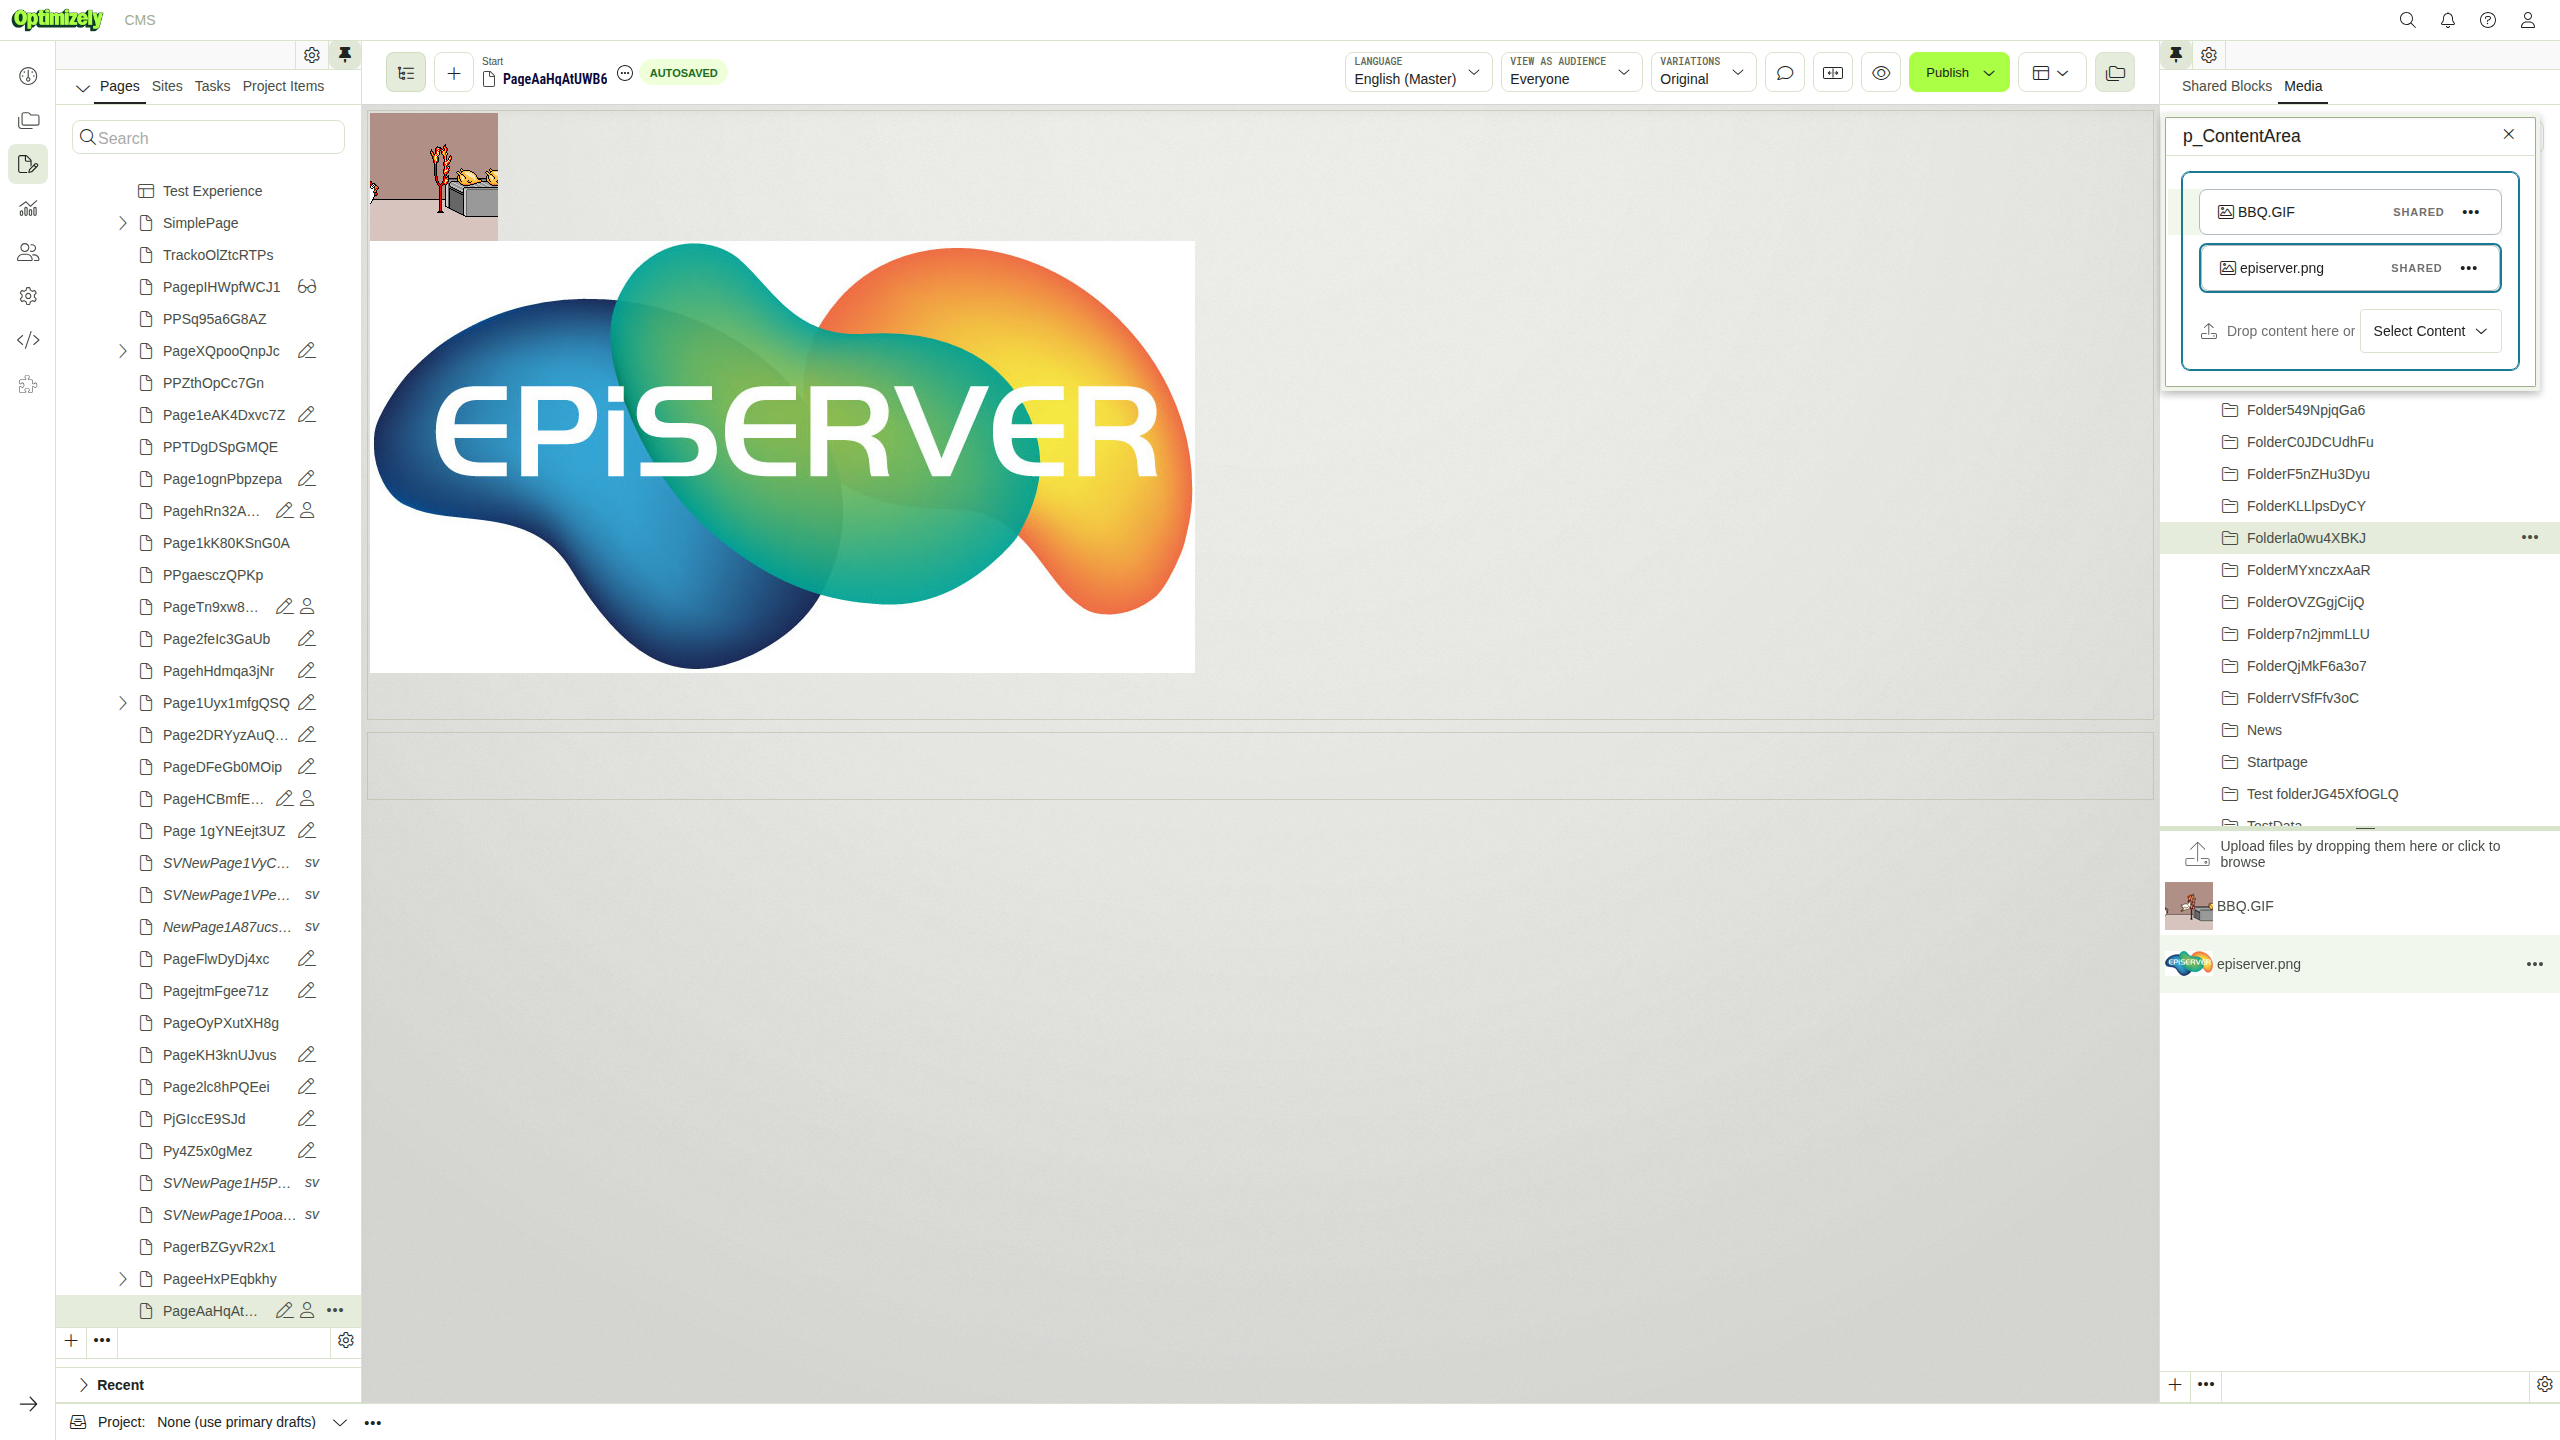 Optimizely
CMS
Pages
Sites
Tasks
Project Items
Search
Test Experience
SimplePage
TrackoOlZtcRTPs
PagepIHWpfWCJ1
PPSq95a6G8AZ
PageXQpooQnpJc
PPZthOpCc7Gn
Page1eAK4Dxvc7Z
PPTDgDSpGMQE
Page1ognPbpzepa
PagehRn32A…
Page1kK80KSnG0A
PPgaesczQPKp
PageTn9xw8…
Page2feIc3GaUb
PagehHdmqa3jNr
Page1Uyx1mfgQSQ
Page2DRYyzAuQ…
PageDFeGb0MOip
PageHCBmfE…
Page 1gYNEejt3UZ
SVNewPage1VyC… sv
SVNewPage1VPe… sv
NewPage1A87ucs… sv
PageFlwDyDj4xc
PagejtmFgee71z
PageOyPXutXH8g
PageKH3knUJvus
Page2lc8hPQEei
PjGIccE9SJd
Py4Z5x0gMez
SVNewPage1H5P… sv
SVNewPage1Pooa… sv
PagerBZGyvR2x1
PageeHxPEqbkhy
PageAaHqAt…
Recent
Project: None (use primary drafts)
Start
PageAaHqAtUWB6
AUTOSAVED
LANGUAGE
English (Master)
VIEW AS AUDIENCE
Everyone
VARIATIONS
Original
Publish
EPiSERVER
Shared Blocks
Media
p_ContentArea
BBQ.GIF SHARED
episerver.png SHARED
Drop content here or Select Content
Folder549NpjqGa6
FolderC0JDCUdhFu
FolderF5nZHu3Dyu
FolderKLLlpsDyCY
Folderla0wu4XBKJ
FolderMYxnczxAaR
FolderOVZGgjCijQ
Folderp7n2jmmLLU
FolderQjMkF6a3o7
FolderrVSfFfv3oC
News
Startpage
Test folderJG45XfOGLQ
TestData
Upload files by dropping them here or click to
browse
BBQ.GIF
EPiSERVER
episerver.png